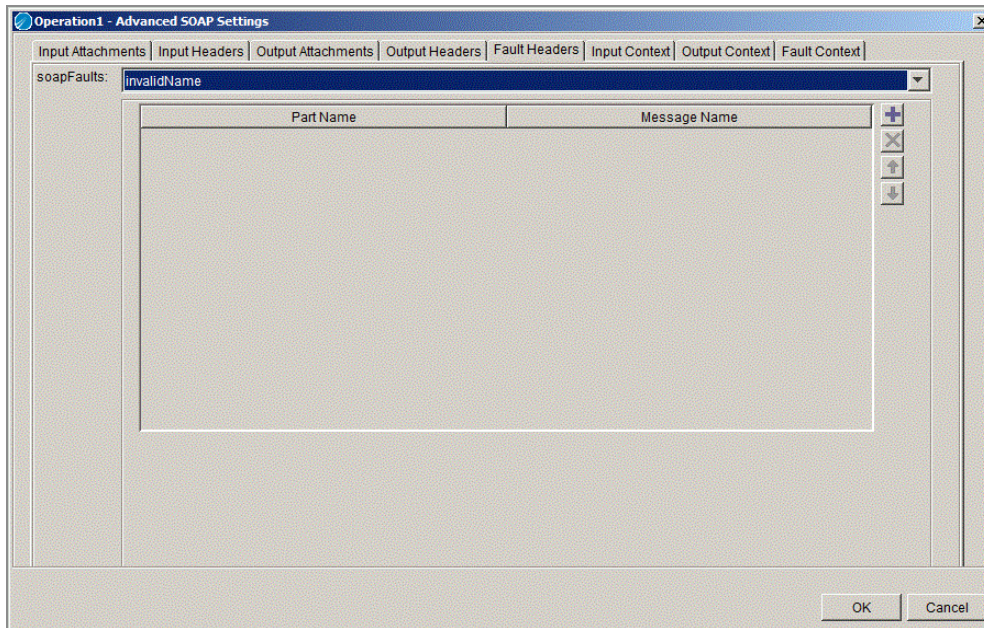 Operation1 - Advanced SOAP Settings
Input Attachments Input Headers Output Attachments Output Headers Fault Headers Input Context Output Context Fault Context
soapFaults: invalidName
Part Name Message Name
OK Cancel